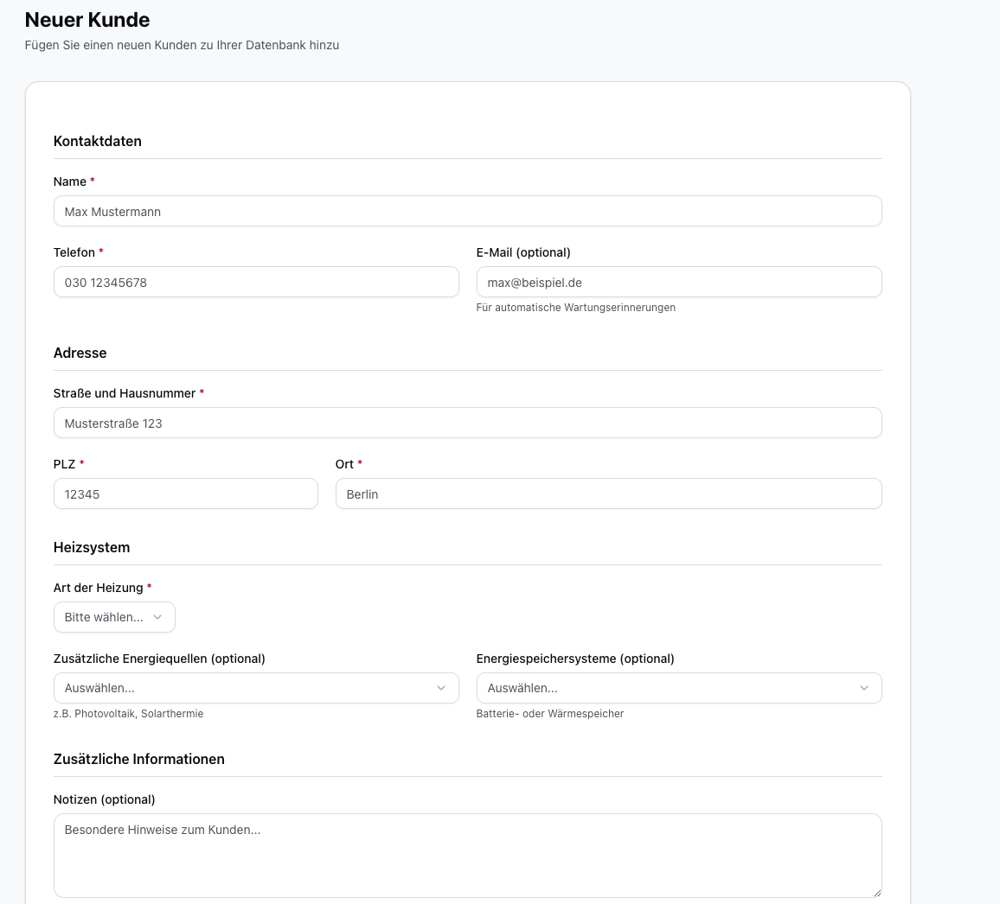 Neuer Kunde
Fügen Sie einen neuen Kunden zu Ihrer Datenbank hinzu
Kontaktdaten
Name *
Max Mustermann
Telefon *
E-Mail (optional)
030 12345678
max@beispiel.de
Für automatische Wartungserinnerungen
Adresse
Straße und Hausnummer *
Musterstraße 123
PLZ *
Ort *
12345
Berlin
Heizsystem
Art der Heizung *
Bitte wählen...
Zusätzliche Energiequellen (optional)
Energiespeichersysteme (optional)
Auswählen...
Auswählen...
z.B. Photovoltaik, Solarthermie
Batterie- oder Wärmespeicher
Zusätzliche Informationen
Notizen (optional)
Besondere Hinweise zum Kunden...